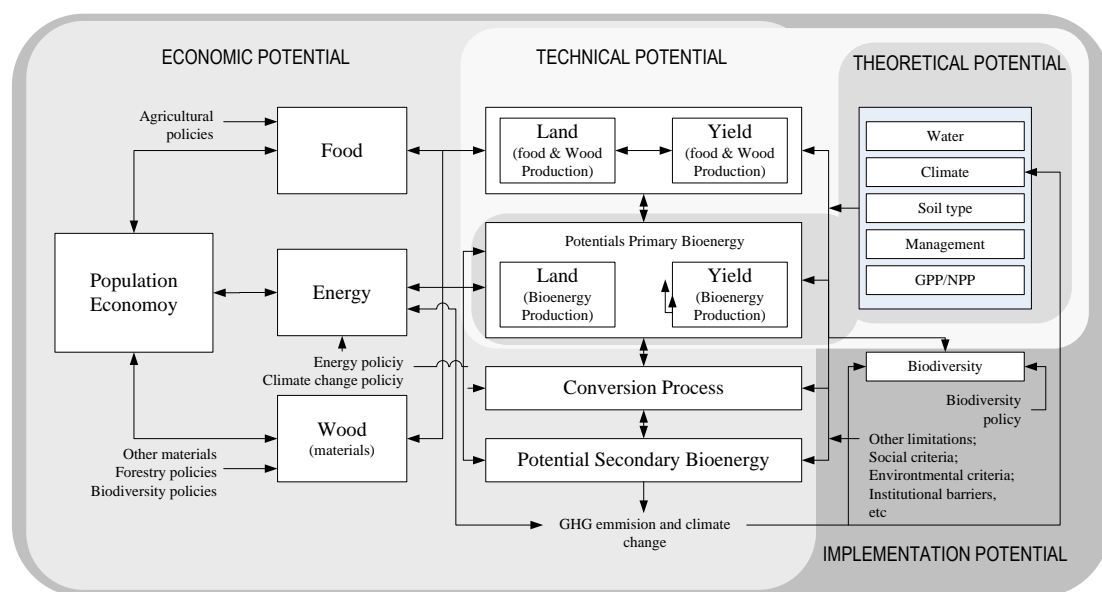 ECONOMIC POTENTIAL
TECHNICAL POTENTIAL
THEORETICAL POTENTIAL
Agricultural
policies
Food
Land
(food & Wood
Production)
Yield
(food & Wood
Production)
Water
Climate
Soil type
Management
GPP/NPP
Population
Economoy
Energy
Potentials Primary Bioenergy
Land
(Bioenergy
Production)
Yield
(Bioenergy
Production)
Energy policiy
Climate change policiy
Conversion Process
Biodiversity
Biodiversity
policy
Wood
(materials)
Other materials
Forestry policies
Biodiversity policies
Potential Secondary Bioenergy
Other limitations;
Social criteria;
Environtmental criteria;
Institutional barriers,
etc
GHG emmision and climate
change
IMPLEMENTATION POTENTIAL